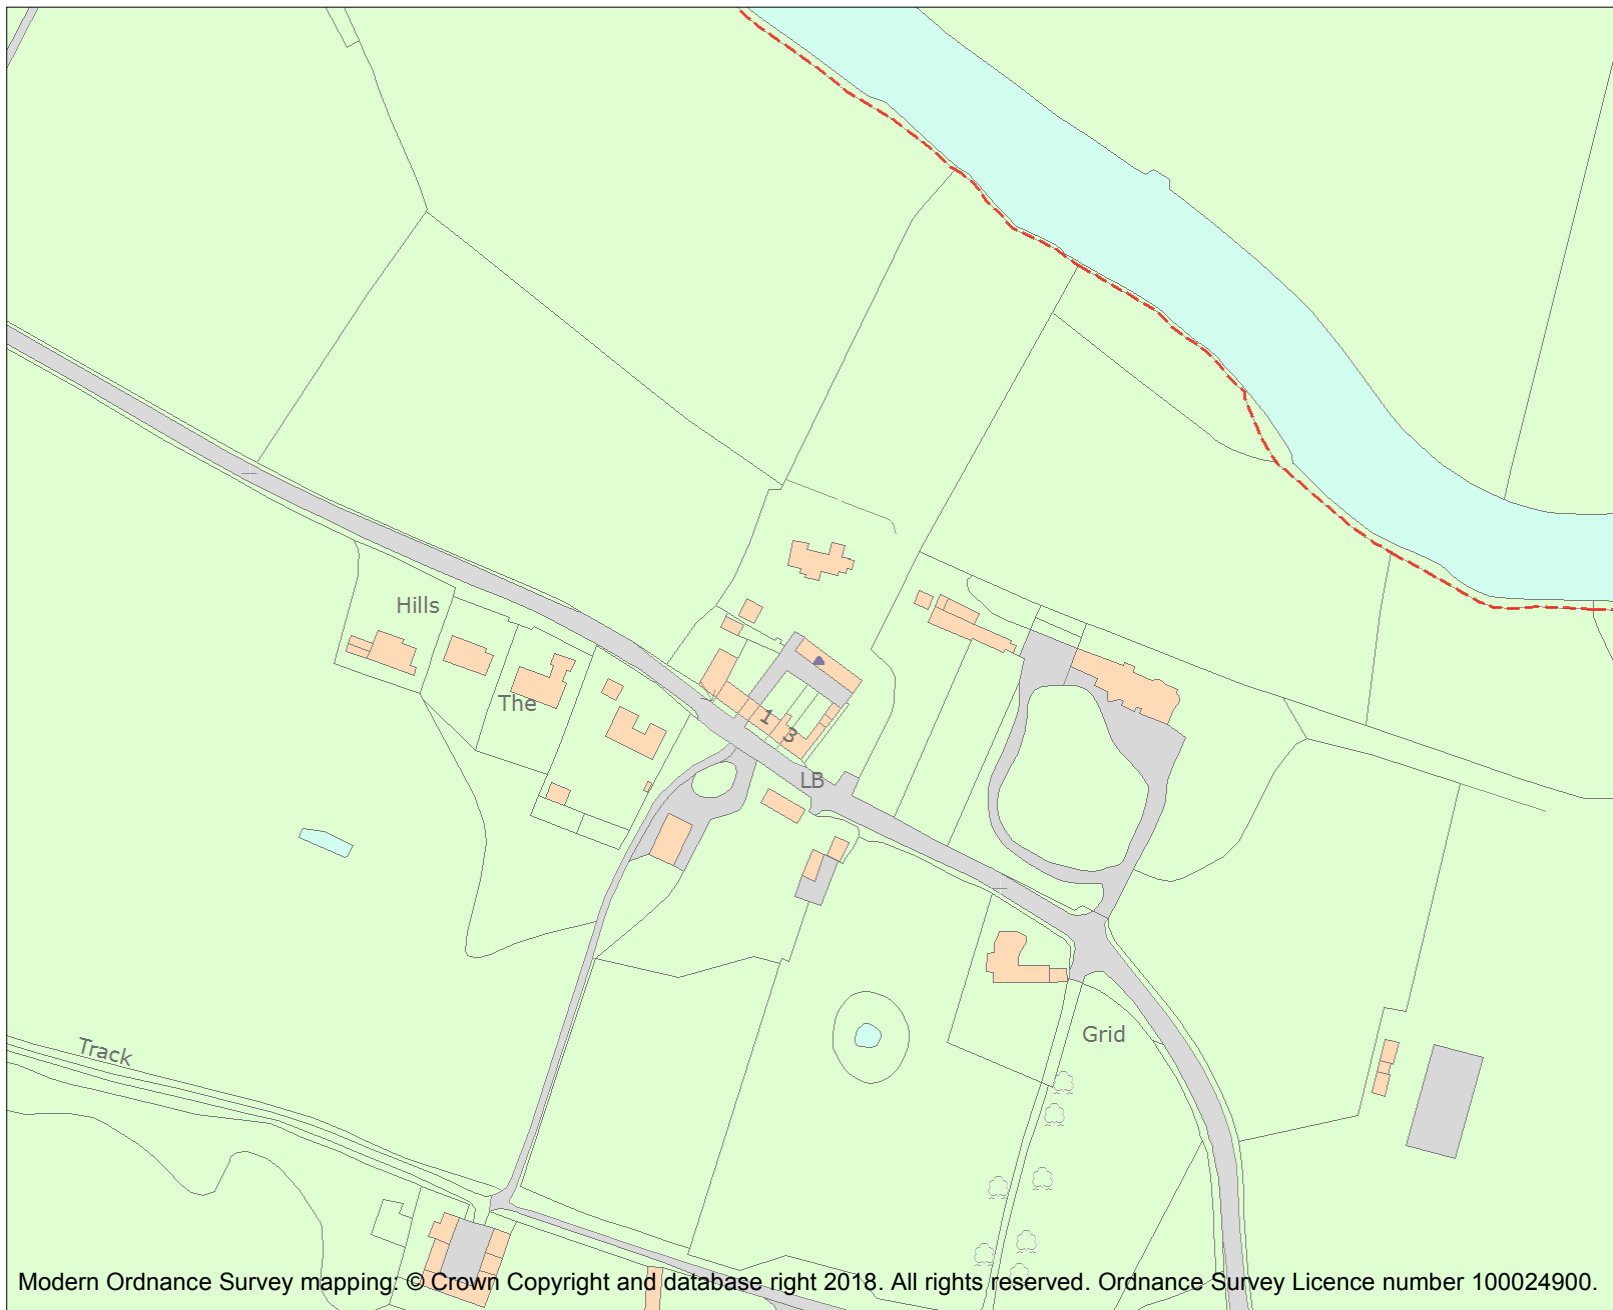 Hills
The
1
3
LB
Grid
Track
Modern Ordnance Survey mapping: © Crown Copyright and database right 2018. All rights reserved. Ordnance Survey Licence number 100024900.